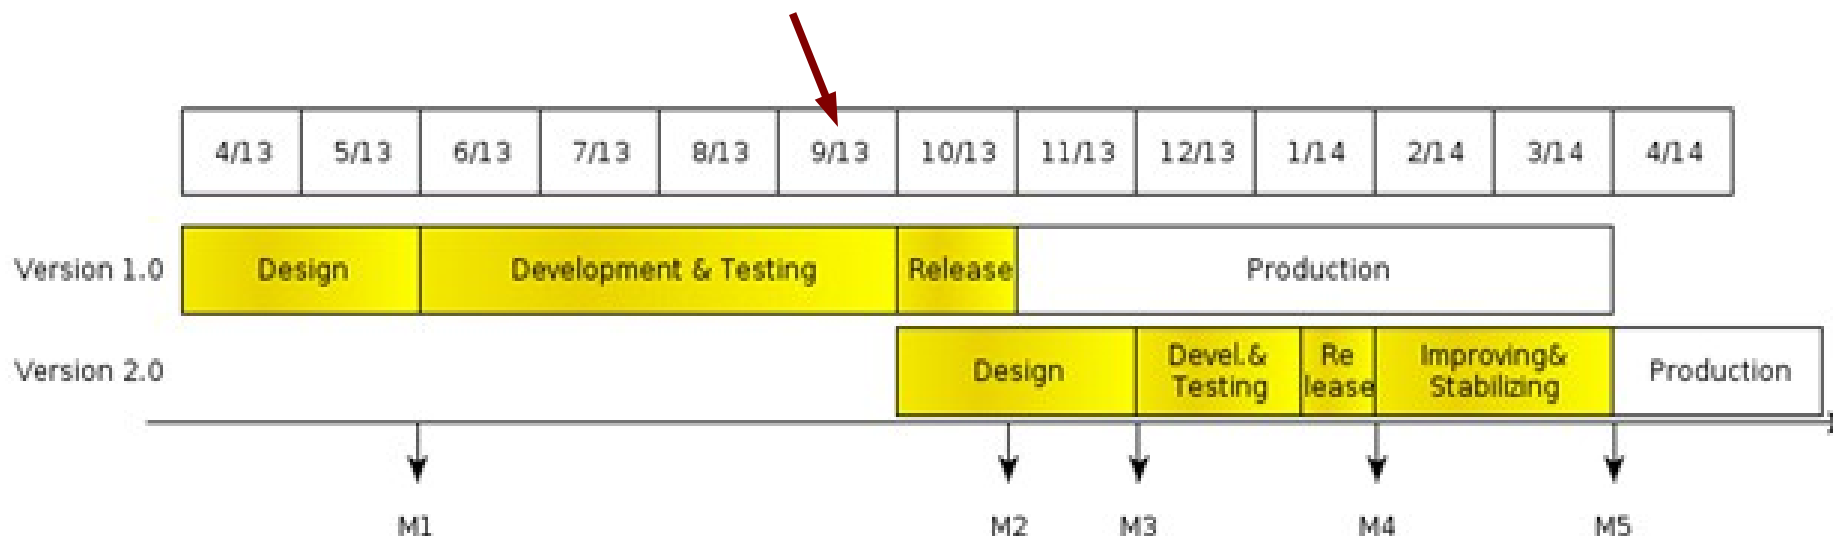 4/13 5/13 6/13 7/13 8/13 9/13 10/13 11/13 12/13 1/14 2/14 3/14 4/14
Version 1.0 Design Development & Testing Release Production
Version 2.0 Design
Devel.&
Testing
Re
lease
Improving&
Stabilizing
Production
M1 M2 M3 M4 M5